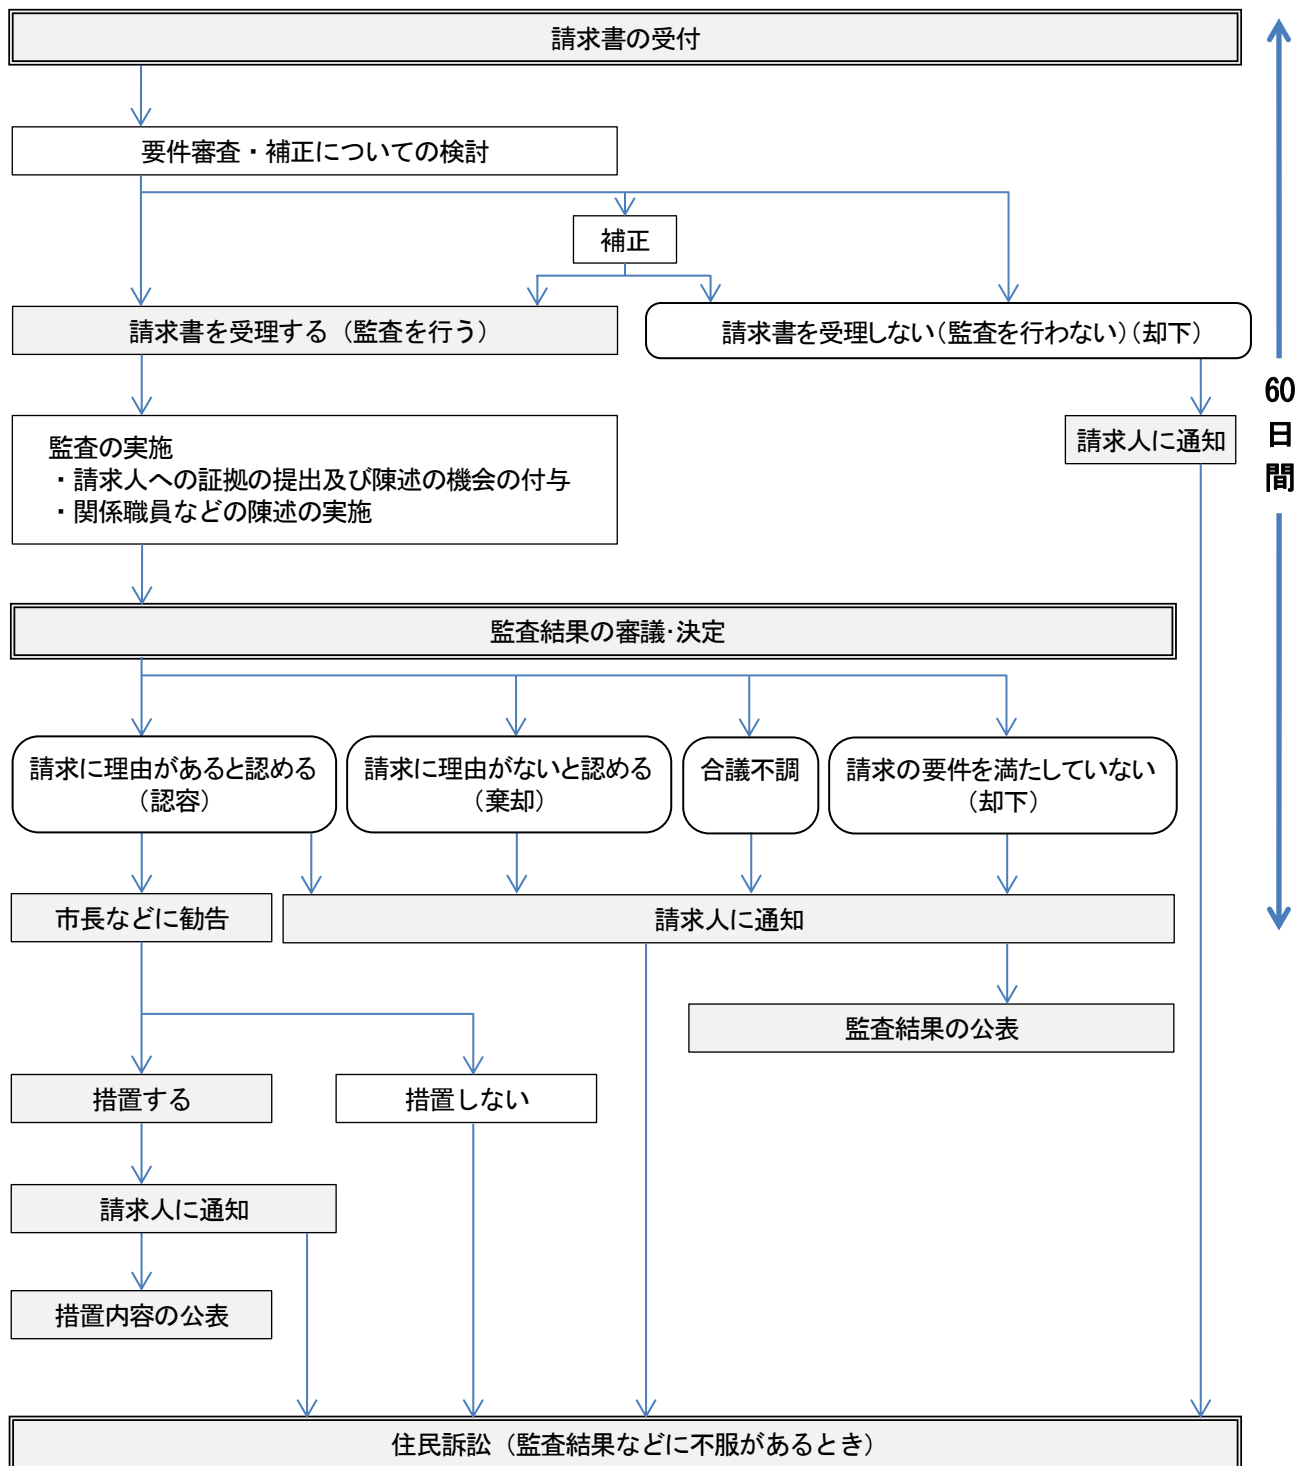 請求書の受付
要件審査・補正についての検討
補正
請求書を受理する（監査を行う）
請求書を受理しない（監査を行わない）（却下）
60
日
間
請求人に通知
監査の実施
・請求人への証拠の提出及び陳述の機会の付与
・関係職員などの陳述の実施
監査結果の審議・決定
請求に理由があると認める
（認容）
請求に理由がないと認める
（棄却）
合議不調
請求の要件を満たしていない
（却下）
市長などに勧告
請求人に通知
監査結果の公表
措置する
措置しない
請求人に通知
措置内容の公表
住民訴訟（監査結果などに不服があるとき）